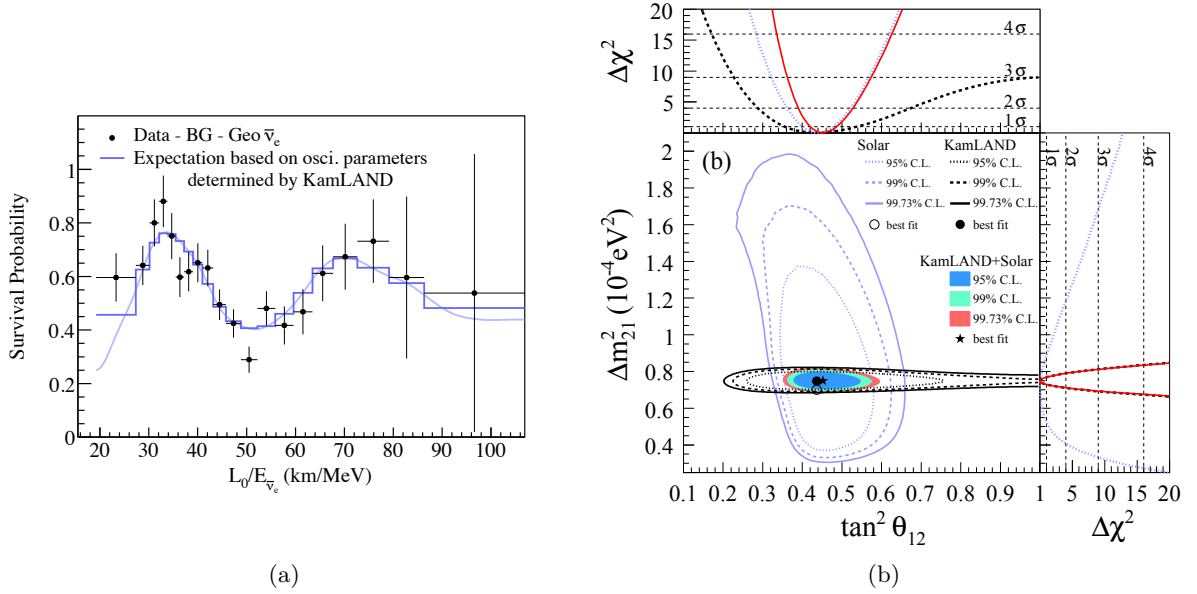 Data - BG - Geo ν̅e
Expectation based on osci. parameters
determined by KamLAND
Survival Probability
1
0.8
0.6
0.4
0.2
0
20 30 40 50 60 70 80 90 100
L0/Eν̅e (km/MeV)
(a)
Δχ²
20
15
10
5
4σ
3σ
2σ
1σ
(b)
Solar KamLAND
95% C.L. 95% C.L.
99% C.L. 99% C.L.
99.73% C.L. 99.73% C.L.
best fit best fit
KamLAND+Solar
95% C.L.
99% C.L.
99.73% C.L.
best fit
Δm²21 (10⁻⁴eV²)
2
1.8
1.6
1.4
1.2
1
0.8
0.6
0.4
0.1 0.2 0.3 0.4 0.5 0.6 0.7 0.8 0.9 1
tan² θ12
1σ 2σ 3σ 4σ
5 10 15 20
Δχ²
(b)